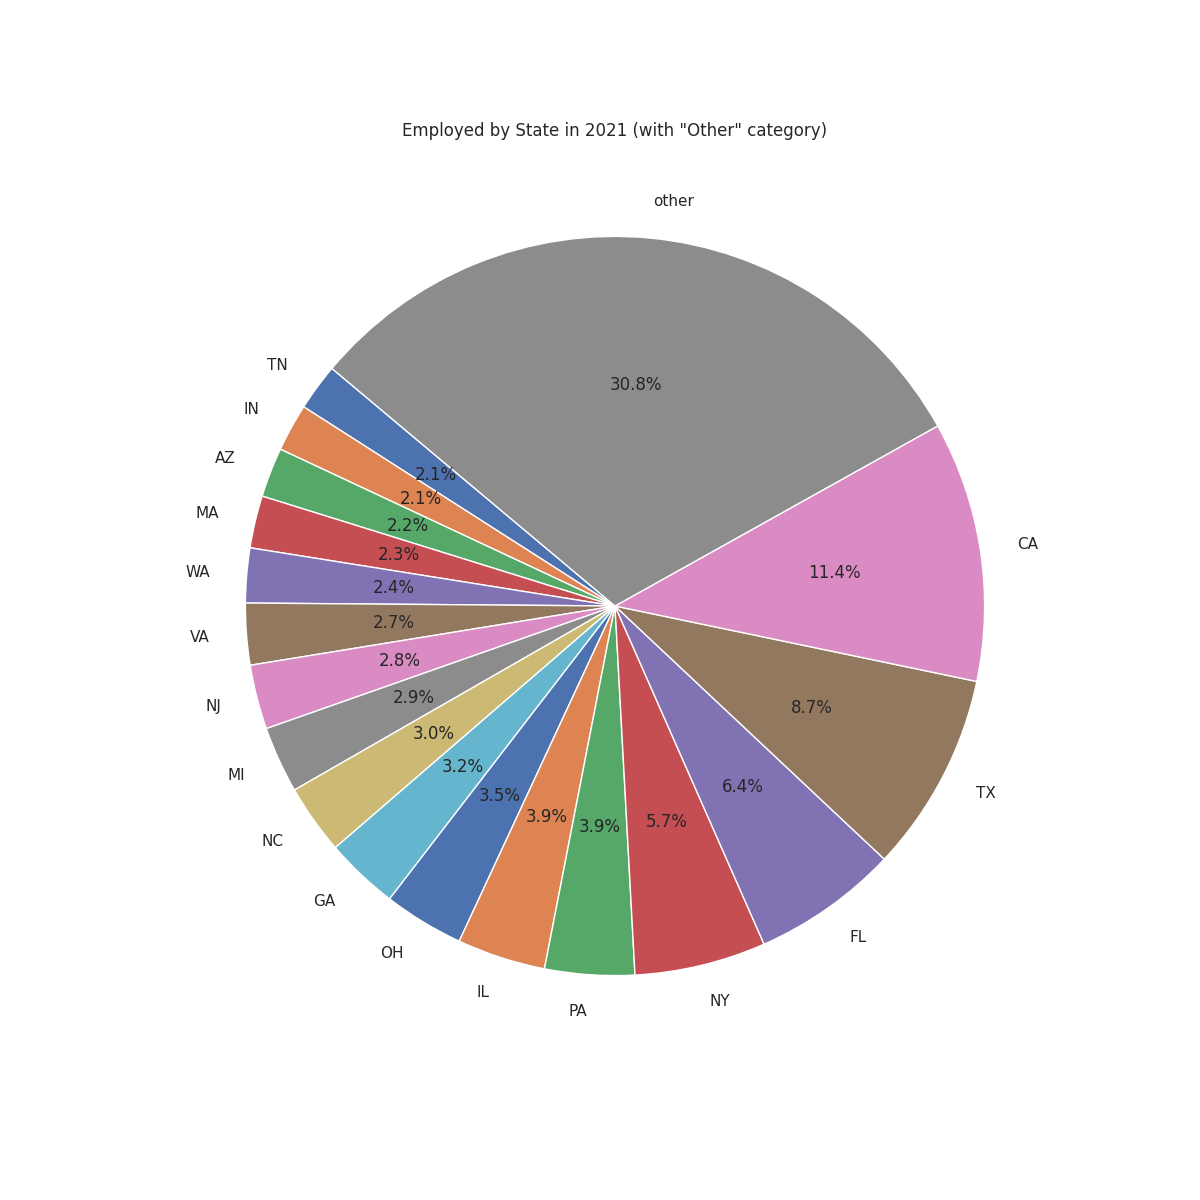 Employed by State in 2021 (with "Other" category)
other
30.8%
TN
2.1%
IN
2.1%
AZ
2.2%
MA
2.3%
WA
2.4%
VA
2.7%
NJ
2.8%
MI
2.9%
NC
3.0%
GA
3.2%
OH
3.5%
IL
3.9%
PA
3.9%
NY
5.7%
FL
6.4%
TX
8.7%
CA
11.4%